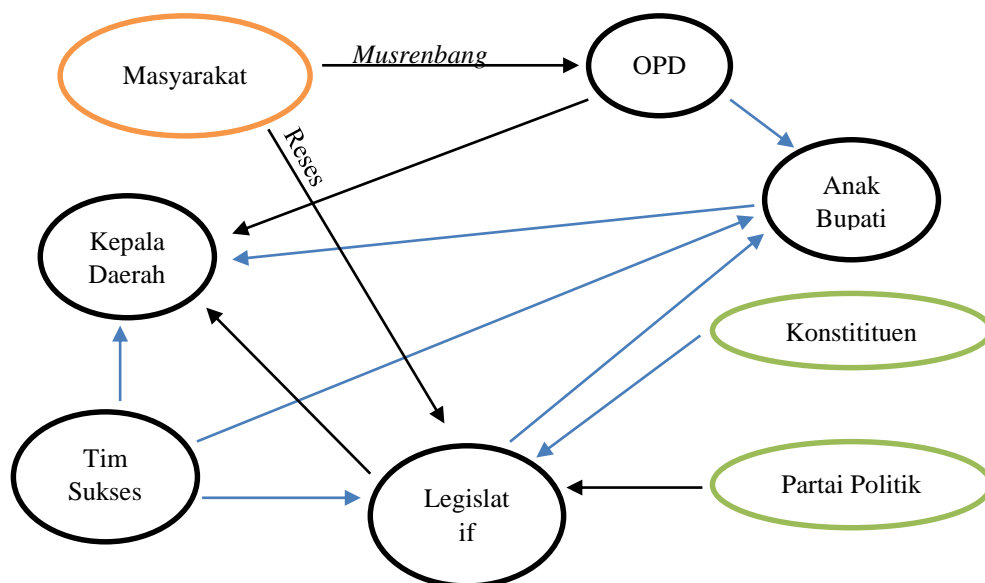 Masyarakat
Musrenbang
OPD
Reses
Anak
Bupati
Kepala
Daerah
Konstitituen
Tim
Sukses
Legislat
if
Partai Politik